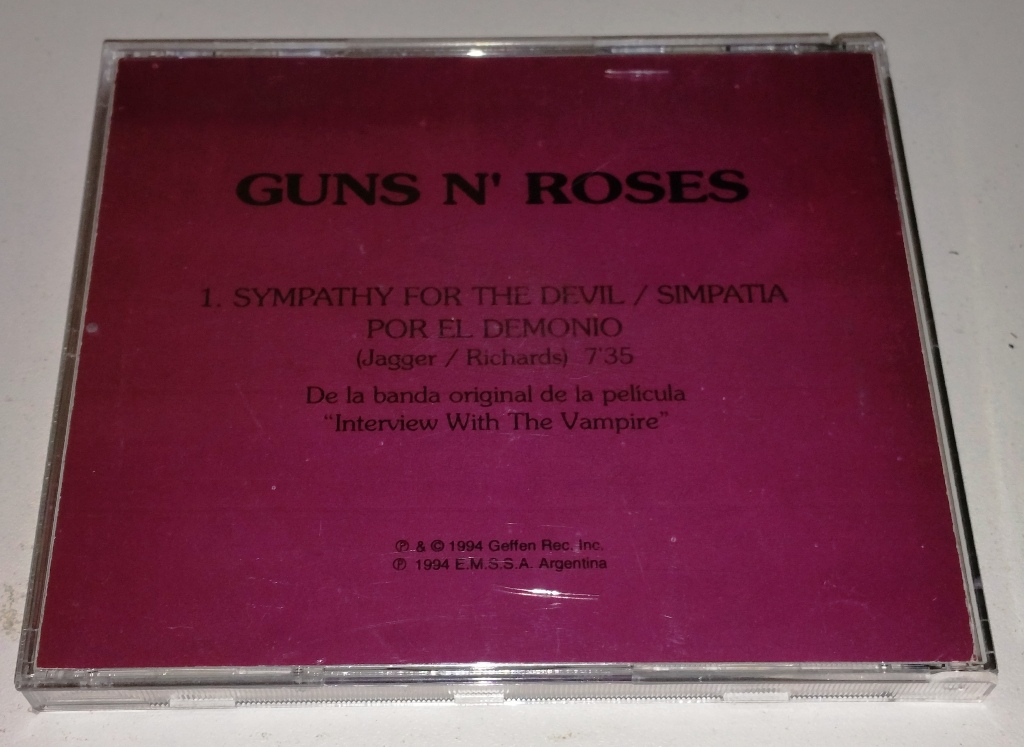 GUNS N' ROSES
1. SYMPATHY FOR THE DEVIL / SIMPATIA
POR EL DEMONIO
(Jagger / Richards) 7'35
De la banda original de la película
"Interview With The Vampire"
℗ & © 1994 Geffen Rec. Inc.
℗ 1994 E.M.S.S.A. Argentina